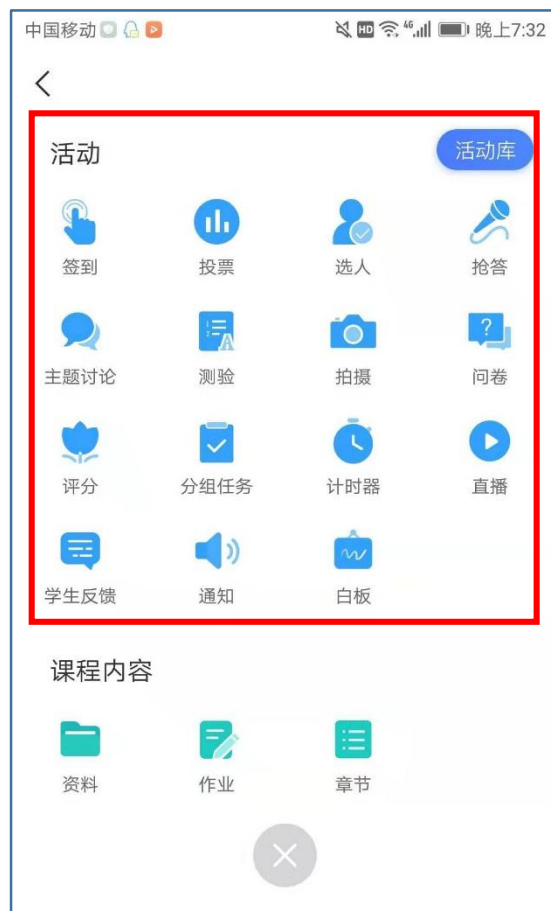 中国移动 HD 46 晚上7:32
活动 活动库
签到 投票 选人 抢答
主题讨论 测验 拍摄 问卷
评分 分组任务 计时器 直播
学生反馈 通知 白板
课程内容
资料 作业 章节